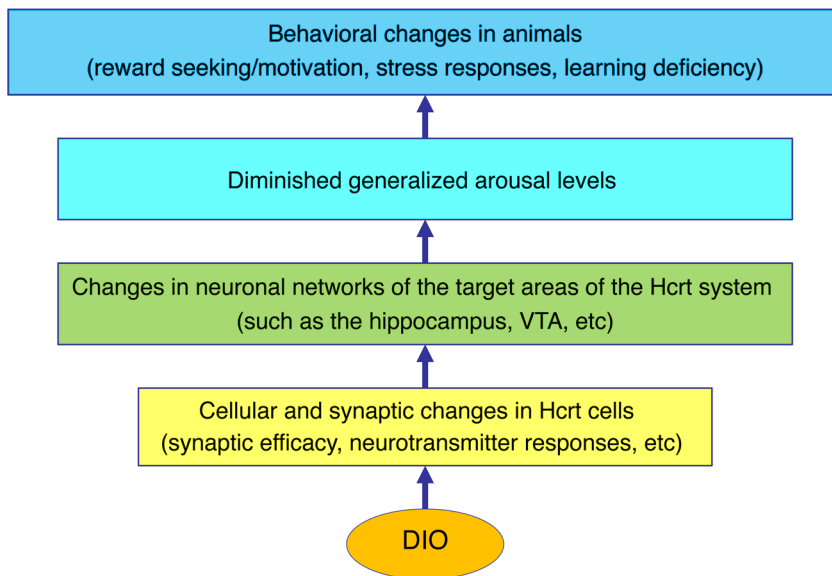 Behavioral changes in animals
(reward seeking/motivation, stress responses, learning deficiency)
Diminished generalized arousal levels
Changes in neuronal networks of the target areas of the Hcrt system
(such as the hippocampus, VTA, etc)
Cellular and synaptic changes in Hcrt cells
(synaptic efficacy, neurotransmitter responses, etc)
DIO